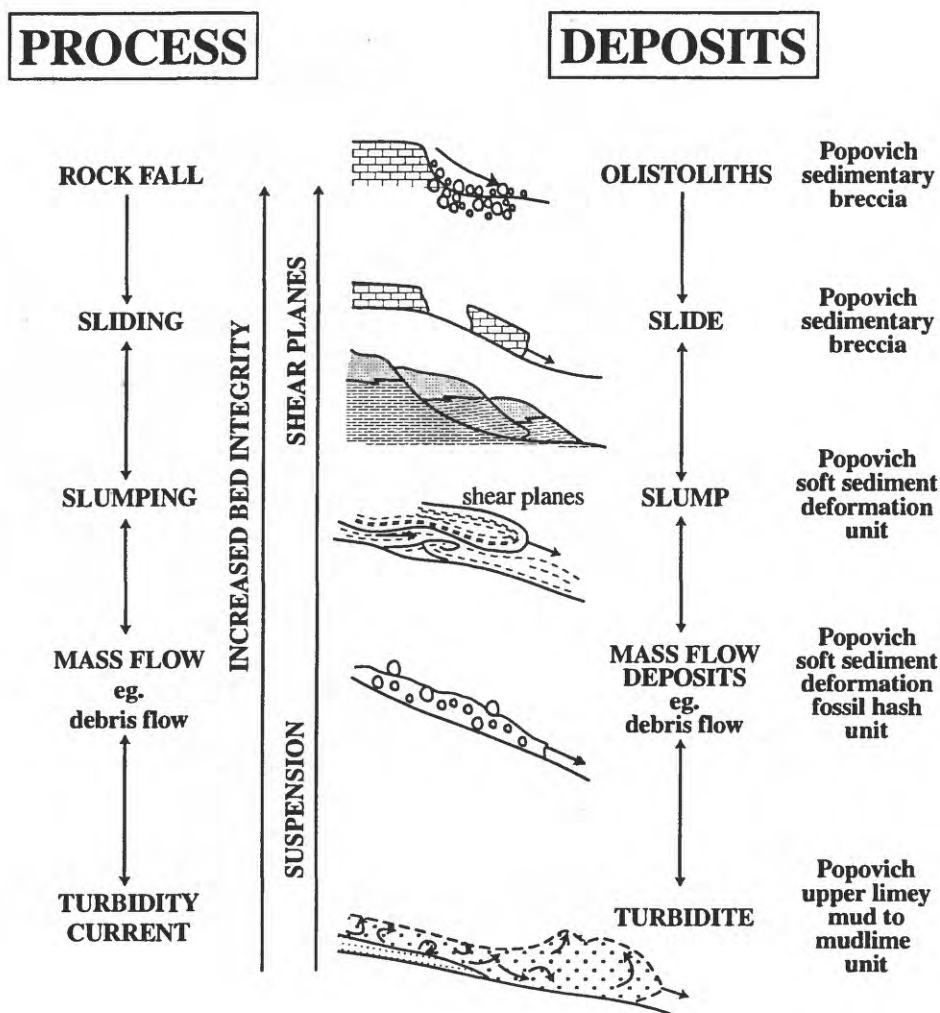 PROCESS
DEPOSITS
ROCK FALL
OLISTOLITHS
Popovich
sedimentary
breccia
SLIDING
SLIDE
Popovich
sedimentary
breccia
INCREASED BED INTEGRITY
SHEAR PLANES
SUSPENSION
SLUMPING
shear planes
SLUMP
Popovich
soft sediment
deformation
unit
MASS FLOW
eg.
debris flow
MASS FLOW
DEPOSITS
eg.
debris flow
Popovich
soft sediment
deformation
fossil hash
unit
TURBIDITY
CURRENT
TURBIDITE
Popovich
upper limey
mud to
mudlime
unit